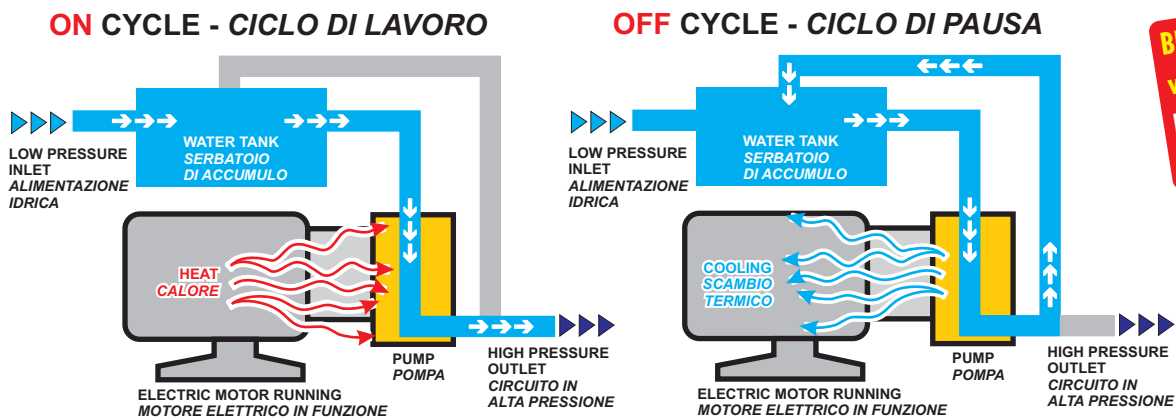 ON CYCLE - CICLO DI LAVORO
LOW PRESSURE
INLET
ALIMENTAZIONE
IDRICA
WATER TANK
SERBATOIO
DI ACCUMULO
HEAT
CALORE
PUMP
POMPA
HIGH PRESSURE
OUTLET
CIRCUITO IN
ALTA PRESSIONE
ELECTRIC MOTOR RUNNING
MOTORE ELETTRICO IN FUNZIONE
OFF CYCLE - CICLO DI PAUSA
LOW PRESSURE
INLET
ALIMENTAZIONE
IDRICA
WATER TANK
SERBATOIO
DI ACCUMULO
COOLING
SCAMBIO
TERMICO
PUMP
POMPA
HIGH PRESSURE
OUTLET
CIRCUITO IN
ALTA PRESSIONE
ELECTRIC MOTOR RUNNING
MOTORE ELETTRICO IN FUNZIONE